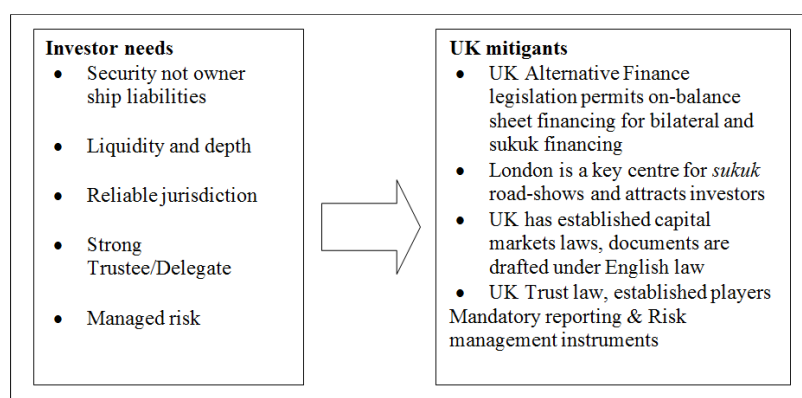 Investor needs
• Security not owner
ship liabilities
• Liquidity and depth
• Reliable jurisdiction
• Strong
Trustee/Delegate
• Managed risk
UK mitigants
• UK Alternative Finance
legislation permits on-balance
sheet financing for bilateral and
sukuk financing
• London is a key centre for sukuk
road-shows and attracts investors
• UK has established capital
markets laws, documents are
drafted under English law
• UK Trust law, established players
Mandatory reporting & Risk
management instruments